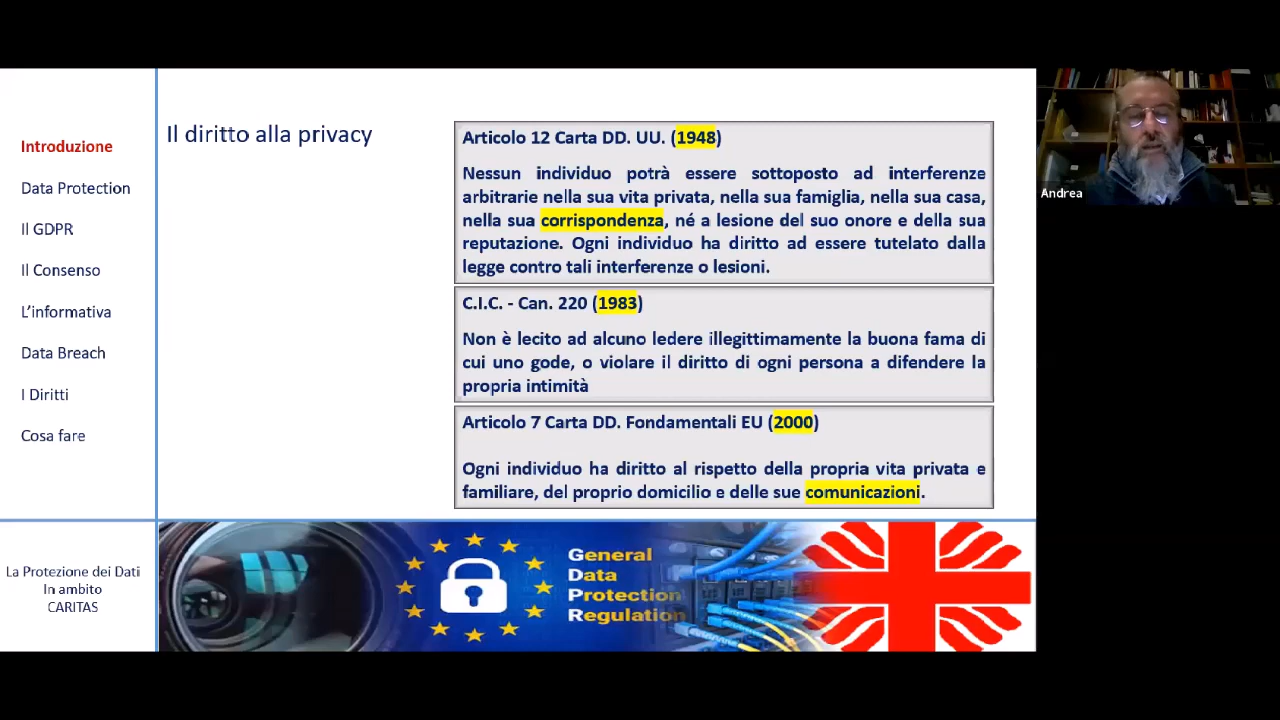 Introduzione
Data Protection
Il GDPR
Il Consenso
L'informativa
Data Breach
I Diritti
Cosa fare
La Protezione dei Dati
In ambito
CARITAS
Il diritto alla privacy
Articolo 12 Carta DD. UU. (1948)
Nessun individuo potrà essere sottoposto ad interferenze
arbitrarie nella sua vita privata, nella sua famiglia, nella sua casa,
nella sua corrispondenza, né a lesione del suo onore e della sua
reputazione. Ogni individuo ha diritto ad essere tutelato dalla
legge contro tali interferenze o lesioni.
C.I.C. - Can. 220 (1983)
Non è lecito ad alcuno ledere illegittimamente la buona fama di
cui uno gode, o violare il diritto di ogni persona a difendere la
propria intimità
Articolo 7 Carta DD. Fondamentali EU (2000)
Ogni individuo ha diritto al rispetto della propria vita privata e
familiare, del proprio domicilio e delle sue comunicazioni.
General
Data
Protection
Regulation
Andrea